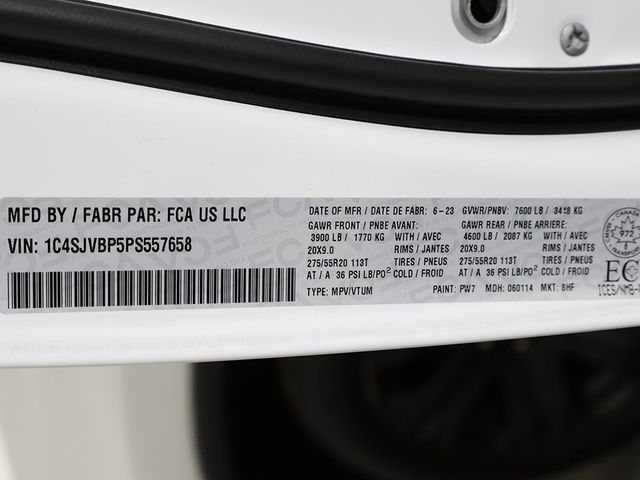 MFD BY / FABR PAR: FCA US LLC
VIN: 1C4SJVBP5PS557658
DATE OF MFR / DATE DE FABR: 6-23 GVWR/PNBV: 7600 LB / 3448 KG
GAWR FRONT / PNBE AVANT: GAWR REAR / PNBE ARRIERE:
3900 LB / 1770 KG WITH / AVEC 4600 LB / 2087 KG WITH / AVEC
20X9.0 RIMS / JANTES 20X9.0 RIMS / JANTES
275/55R20 113T TIRES / PNEUS 275/55R20 113T TIRES / PNEUS
AT / A 36 PSI LB/PO² COLD / FROID AT / A 36 PSI LB/PO² COLD / FROID
TYPE: MPV/VTUM PAINT: PW7 MDH: 060114 MKT: 8HF
972